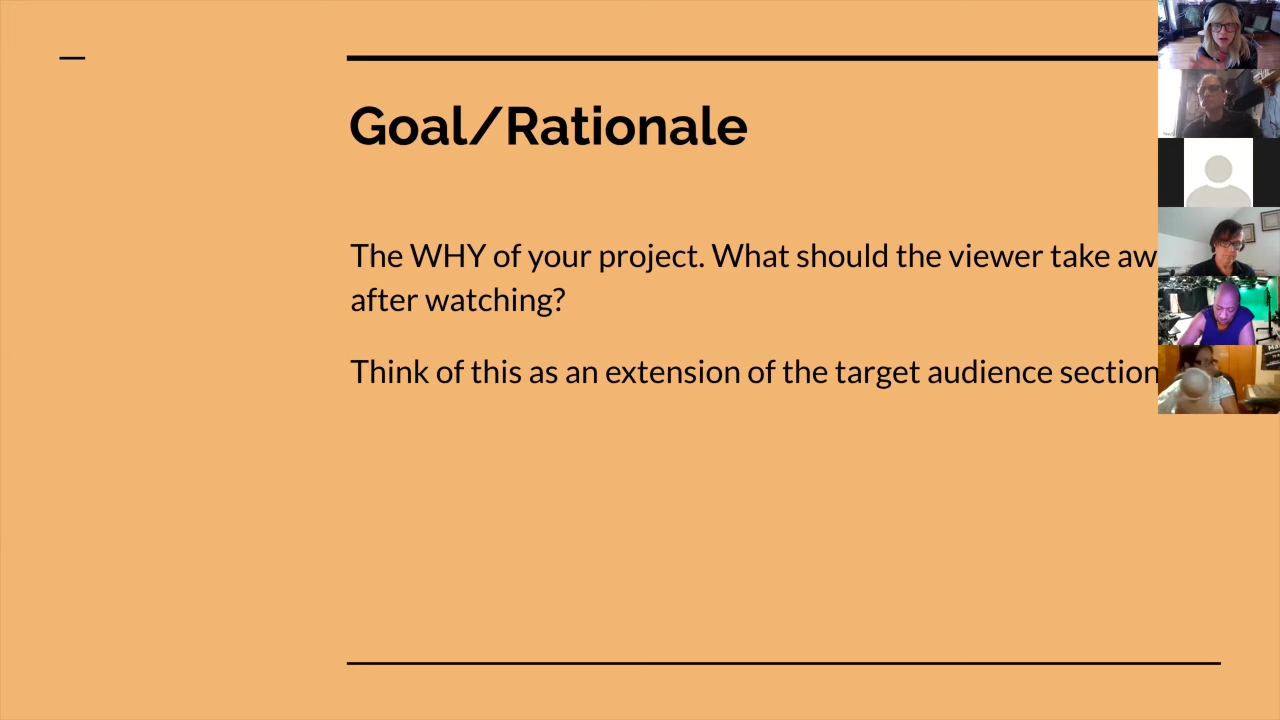 Goal/Rationale
The WHY of your project. What should the viewer take aw
after watching?
Think of this as an extension of the target audience section